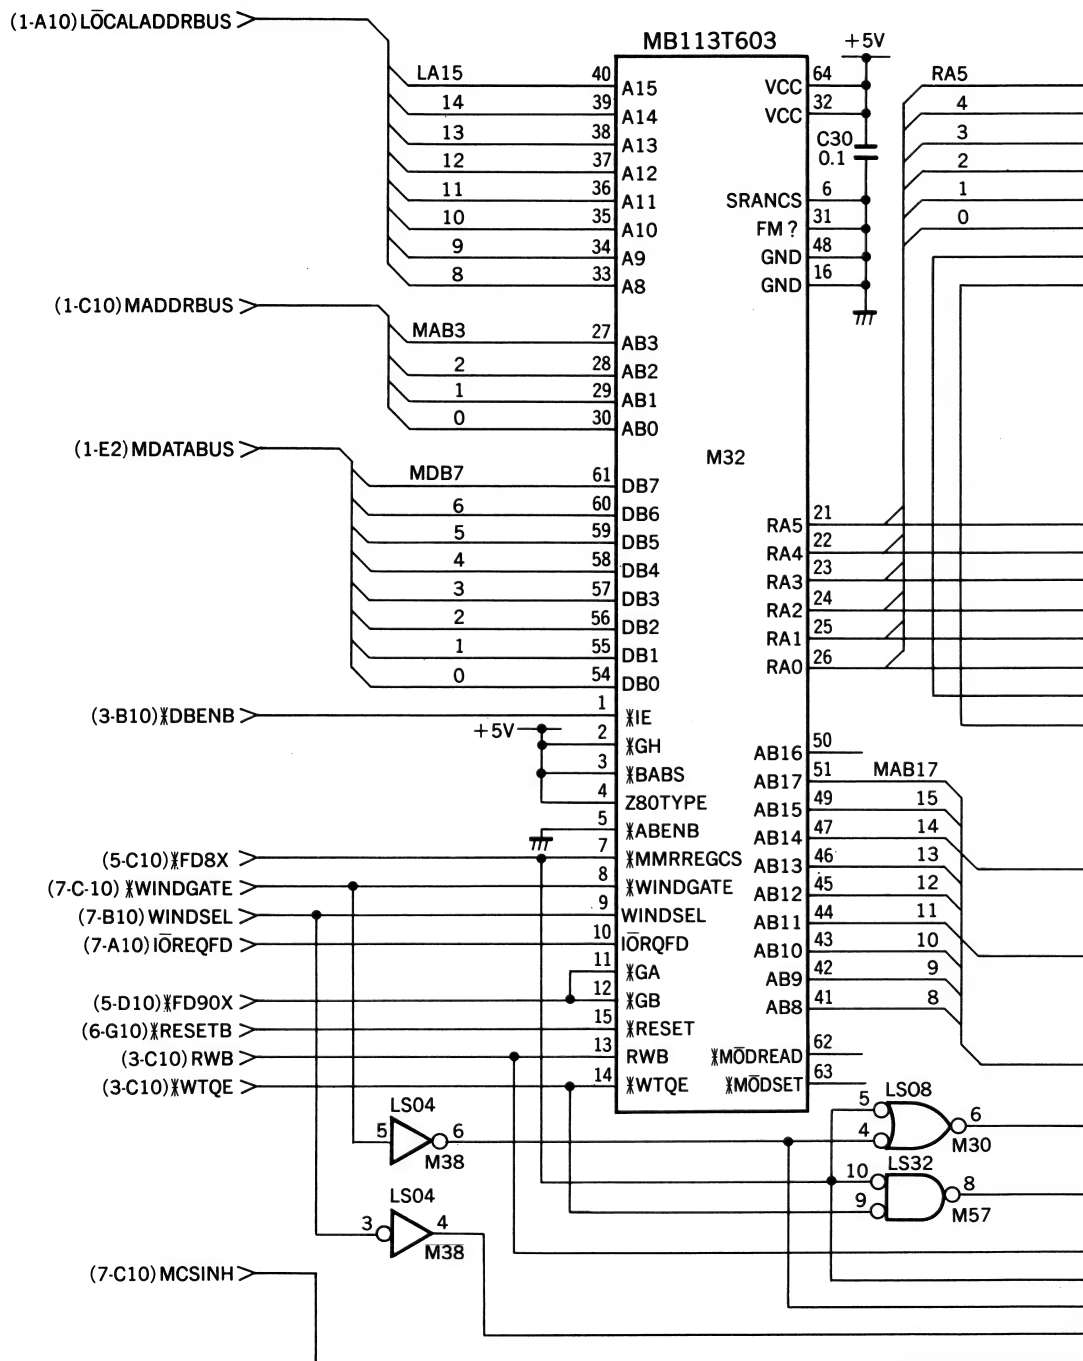 (1-A10)LŌCALADDRBUS
MB113T603
+5V
LA15 40 A15
14 39 A14
13 38 A13
12 37 A12
11 36 A11
10 35 A10
9 34 A9
8 33 A8
VCC 64
VCC 32
C30
0.1
SRANCS 6
FM? 31
GND 48
GND 16
RA5
4
3
2
1
0
(1-C10)MADDRBUS
MAB3 27 AB3
2 28 AB2
1 29 AB1
0 30 AB0
M32
(1-E2)MDATABUS
MDB7 61 DB7
6 60 DB6
5 59 DB5
4 58 DB4
3 57 DB3
2 56 DB2
1 55 DB1
0 54 DB0
RA5 21
RA4 22
RA3 23
RA2 24
RA1 25
RA0 26
(3-B10)⁎DBENB 1 ⁎IE
+5V
2 ⁎GH
3 ⁎BABS
4 Z80TYPE
5 ⁎ABENB
(5-C10)⁎FD8X 7 ⁎MMRREGCS
(7-C-10)⁎WINDGATE 8 ⁎WINDGATE
(7-B10)WINDSEL 9 WINDSEL
(7-A10)IŌREQFD 10 IŌRQFD
11 ⁎GA
(5-D10)⁎FD90X 12 ⁎GB
(6-G10)⁎RESETB 15 ⁎RESET
(3-C10)RWB 13 RWB
(3-C10)⁎WTQE 14 ⁎WTQE
AB16 50
AB17 51 MAB17
AB15 49 15
AB14 47 14
AB13 46 13
AB12 45 12
AB11 44 11
AB10 43 10
AB9 42 9
AB8 41 8
⁎MŌDREAD 62
⁎MŌDSET 63
LS04
5 6
M38
LS04
3 4
M38
LS08
5
4
6
M30
LS32
10
9
8
M57
(7-C10)MCSINH